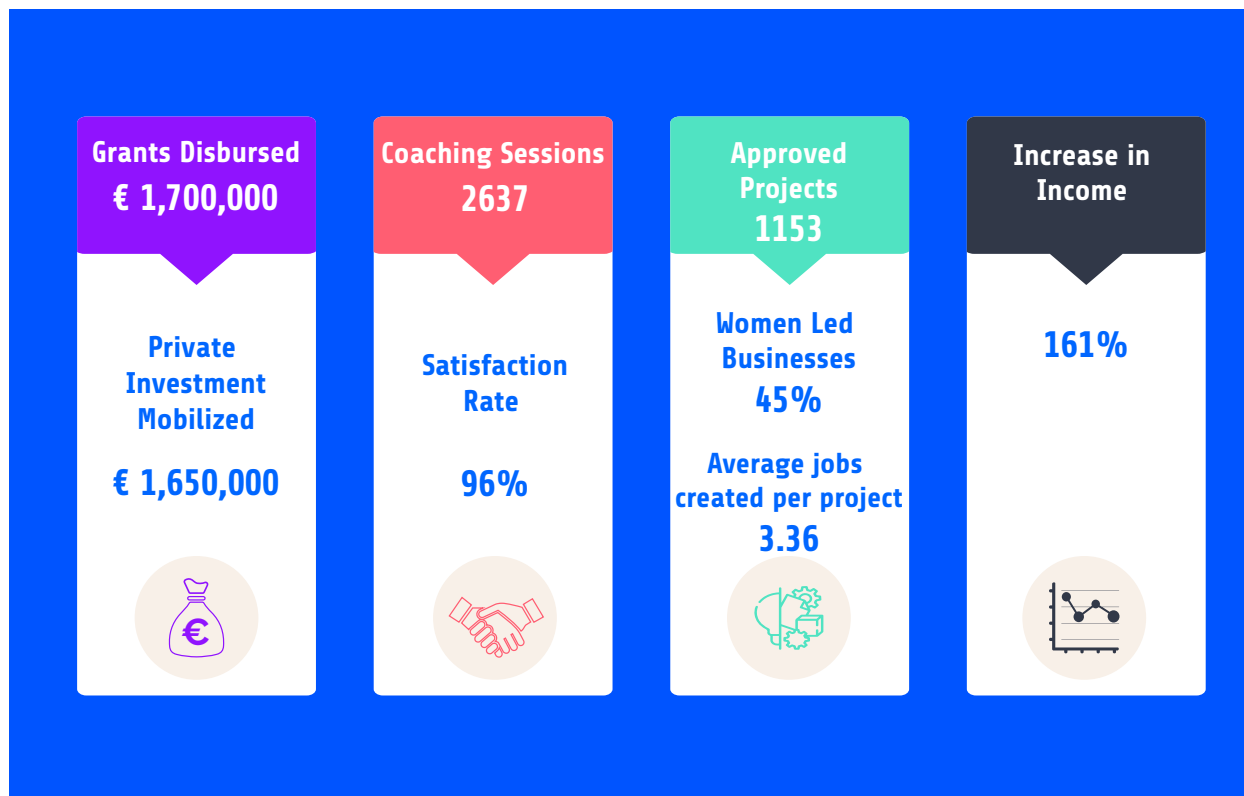 Grants Disbursed
€ 1,700,000
Private
Investment
Mobilized
€ 1,650,000
€
Coaching Sessions
2637
Satisfaction
Rate
96%
Approved
Projects
1153
Women Led
Businesses
45%
Average jobs
created per project
3.36
Increase in
Income
161%